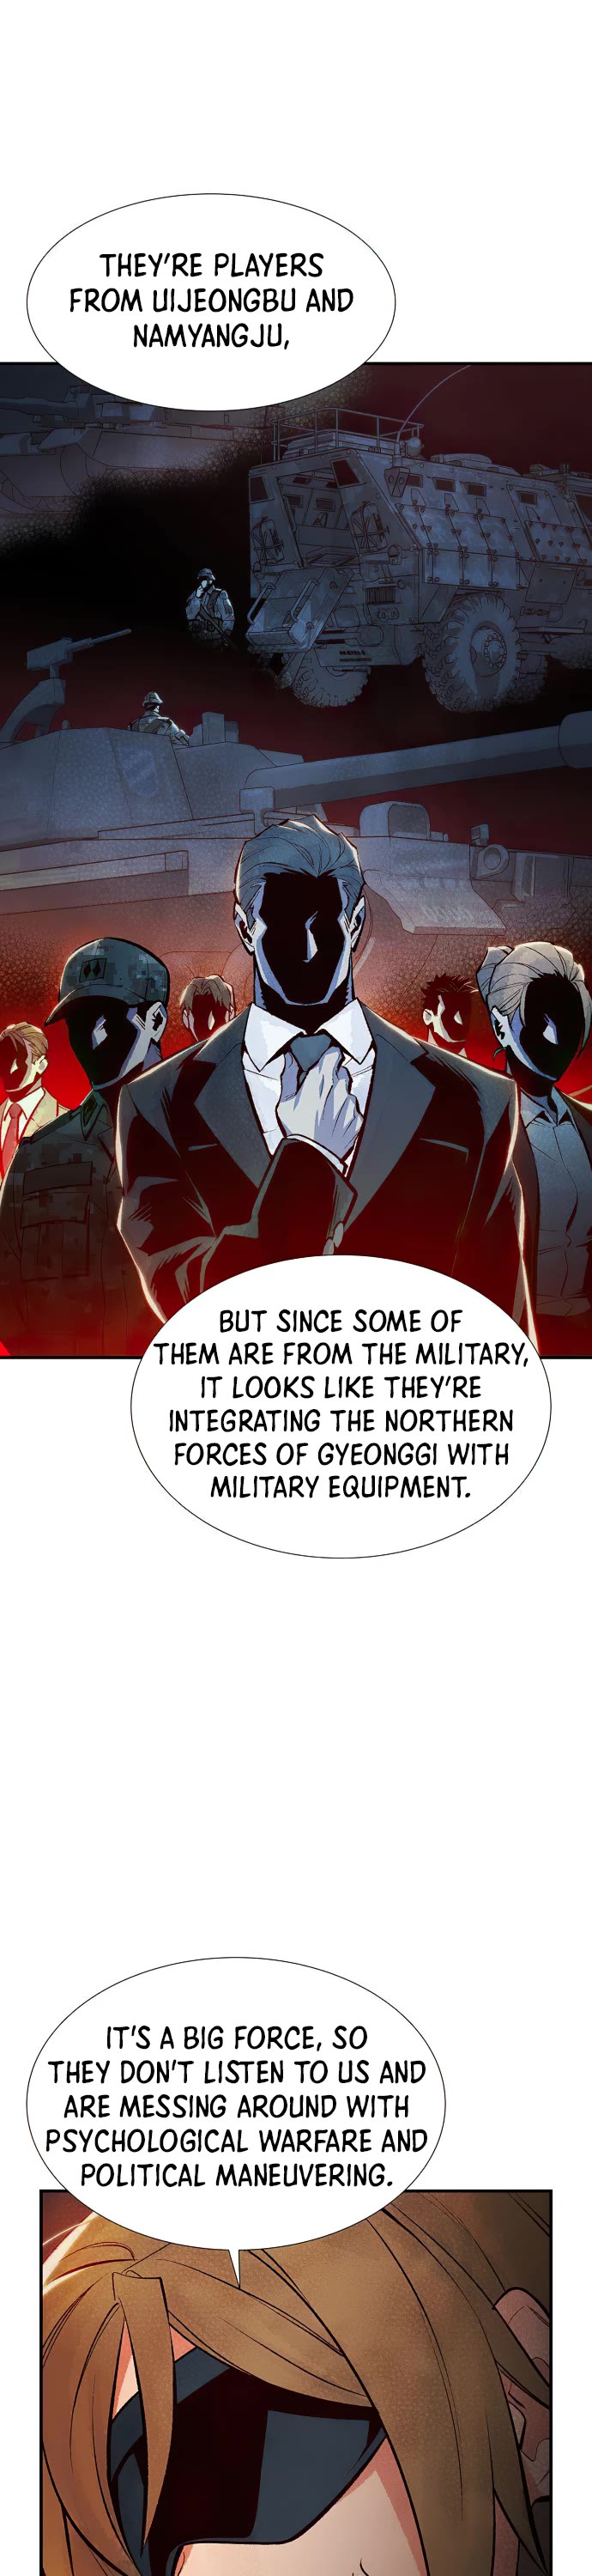 THEY'RE PLAYERS
FROM UIJEONGBU AND
NAMYANGJU,
BUT SINCE SOME OF
THEM ARE FROM THE MILITARY,
IT LOOKS LIKE THEY'RE
INTEGRATING THE NORTHERN
FORCES OF GYEONGGI WITH
MILITARY EQUIPMENT.
IT'S A BIG FORCE, SO
THEY DON'T LISTEN TO US AND
ARE MESSING AROUND WITH
PSYCHOLOGICAL WARFARE AND
POLITICAL MANEUVERING.